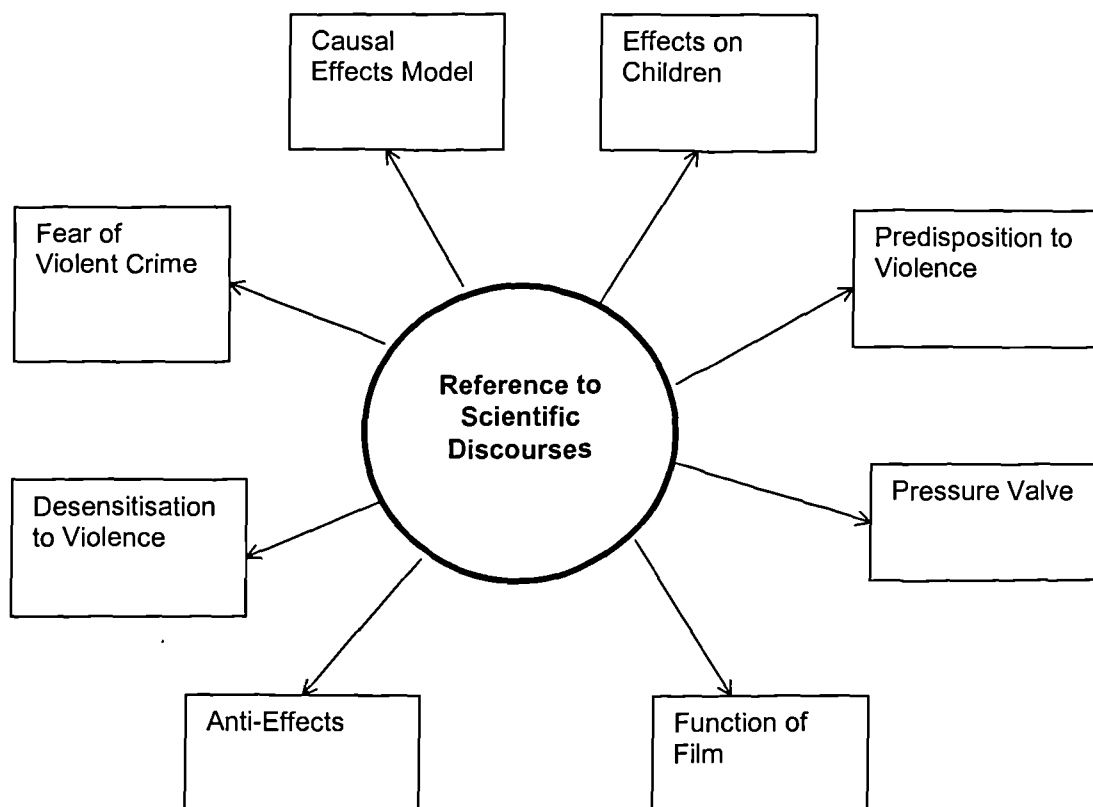 Causal
Effects Model
Effects on
Children
Fear of
Violent Crime
Predisposition to
Violence
Reference to
Scientific
Discourses
Desensitisation
to Violence
Pressure Valve
Anti-Effects
Function of
Film